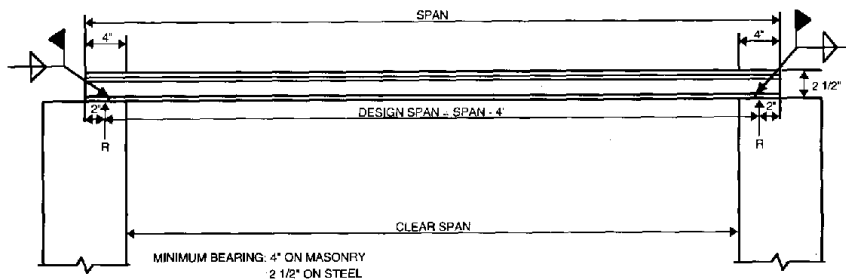 SPAN
4"
4"
2 1/2"
2"
DESIGN SPAN = SPAN - 4'
2"
R
R
CLEAR SPAN
MINIMUM BEARING: 4" ON MASONRY
2 1/2" ON STEEL